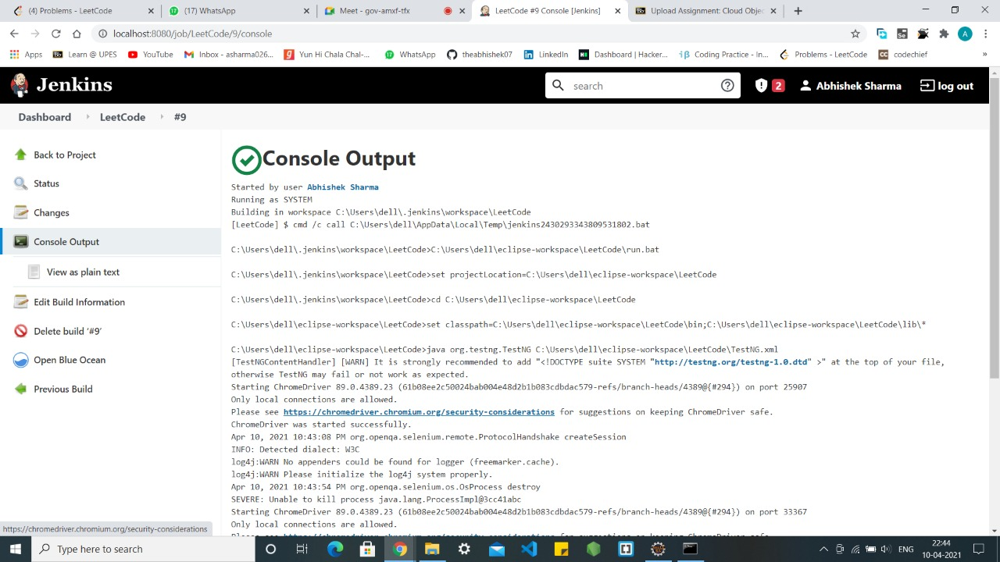 (4) Problems - LeetCode
(17) WhatsApp
Meet - gov-amxf-tfx
LeetCode #9 Console [Jenkins]
Upload Assignment: Cloud Objec
localhost:8080/job/LeetCode/9/console
A
Apps
Learn @ UPES
YouTube
Inbox - asharma026...
Yun Hi Chala Chal-...
WhatsApp
theabhishek07
LinkedIn
Dashboard | Hacker...
Coding Practice - In...
Problems - LeetCode
codechief
»
Jenkins
search
2
Abhishek Sharma
log out
Dashboard
LeetCode
#9
Back to Project
Status
Changes
Console Output
View as plain text
Edit Build Information
Delete build ‘#9’
Open Blue Ocean
Previous Build
Console Output
Started by user Abhishek Sharma
Running as SYSTEM
Building in workspace C:\Users\dell\.jenkins\workspace\LeetCode
[LeetCode] $ cmd /c call C:\Users\dell\AppData\Local\Temp\jenkins2430293343809531802.bat
C:\Users\dell\.jenkins\workspace\LeetCode>C:\Users\dell\eclipse-workspace\LeetCode\run.bat
C:\Users\dell\.jenkins\workspace\LeetCode>set projectLocation=C:\Users\dell\eclipse-workspace\LeetCode
C:\Users\dell\.jenkins\workspace\LeetCode>cd C:\Users\dell\eclipse-workspace\LeetCode
C:\Users\dell\eclipse-workspace\LeetCode>set classpath=C:\Users\dell\eclipse-workspace\LeetCode\bin;C:\Users\dell\eclipse-workspace\LeetCode\lib\*
C:\Users\dell\eclipse-workspace\LeetCode>java org.testng.TestNG C:\Users\dell\eclipse-workspace\LeetCode\TestNG.xml
[TestNGContentHandler] [WARN] It is strongly recommended to add "<!DOCTYPE suite SYSTEM "http://testng.org/testng-1.0.dtd" >" at the top of your file,
otherwise TestNG may fail or not work as expected.
Starting ChromeDriver 89.0.4389.23 (61b08ee2c50024bab004e48d2b1b083cdbdac579-refs/branch-heads/4389@{#294}) on port 25907
Only local connections are allowed.
Please see https://chromedriver.chromium.org/security-considerations for suggestions on keeping ChromeDriver safe.
ChromeDriver was started successfully.
Apr 10, 2021 10:43:08 PM org.openqa.selenium.remote.ProtocolHandshake createSession
INFO: Detected dialect: W3C
log4j:WARN No appenders could be found for logger (freemarker.cache).
log4j:WARN Please initialize the log4j system properly.
Apr 10, 2021 10:43:54 PM org.openqa.selenium.os.OsProcess destroy
SEVERE: Unable to kill process java.lang.ProcessImpl@3cc41abc
Starting ChromeDriver 89.0.4389.23 (61b08ee2c50024bab004e48d2b1b083cdbdac579-refs/branch-heads/4389@{#294}) on port 33367
Only local connections are allowed.
https://chromedriver.chromium.org/security-considerations
Type here to search
ENG
22:44
10-04-2021